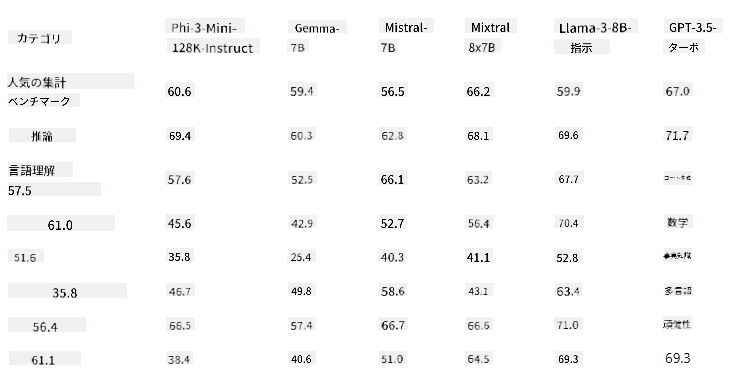 カテゴリ Phi-3-Mini-128K-Instruct Gemma-7B Mistral-7B Mixtral 8x7B Llama-3-8B-指示 GPT-3.5-ターボ
人気の集計
ベンチマーク 60.6 59.4 56.5 66.2 59.9 67.0
推論 69.4 60.3 62.8 68.1 69.6 71.7
言語理解
57.5 57.6 52.5 66.1 63.2 67.7 コード生成
61.0 45.6 42.9 52.7 56.4 70.4 数学
51.6 35.8 25.4 40.3 41.1 52.8 事実知識
35.8 46.7 49.8 58.6 43.1 63.4 多言語
56.4 66.5 57.4 66.7 66.6 71.0 頑健性
61.1 38.4 40.6 51.0 64.5 69.3 69.3